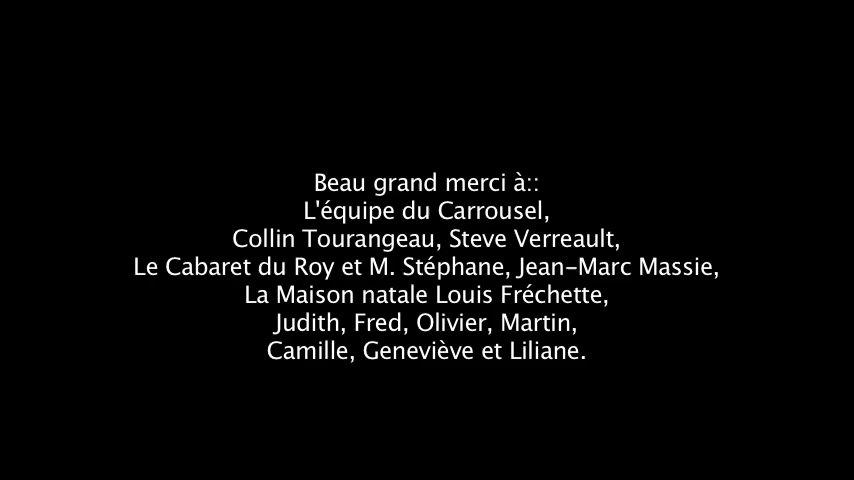 Beau grand merci à::
L'équipe du Carrousel,
Collin Tourangeau, Steve Verreault,
Le Cabaret du Roy et M. Stéphane, Jean-Marc Massie,
La Maison natale Louis Fréchette,
Judith, Fred, Olivier, Martin,
Camille, Geneviève et Liliane.